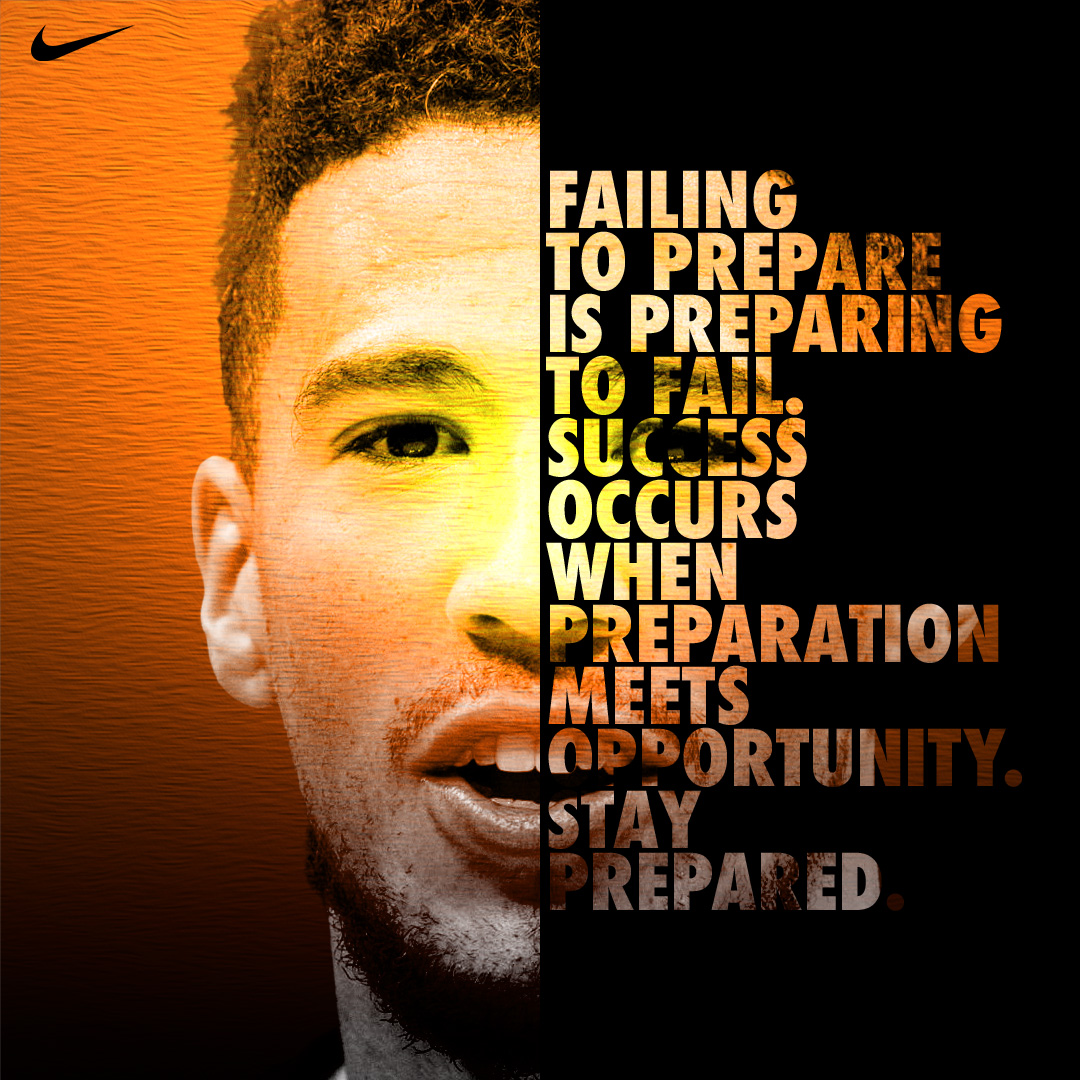 FAILING
TO PREPARE
IS PREPARING
TO FAIL.
SUCCESS
OCCURS
WHEN
PREPARATION
MEETS
OPPORTUNITY.
STAY
PREPARED.